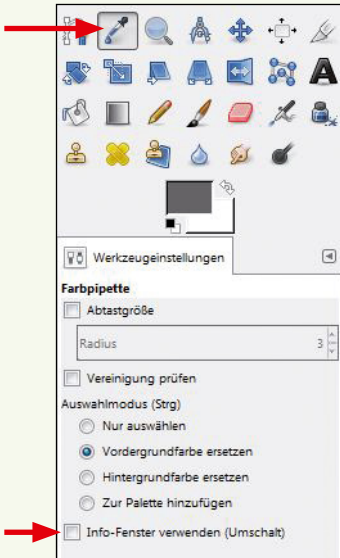 Werkzeugeinstellungen
Farbpipette
Abtastgröße
Radius 3
Vereinigung prüfen
Auswahlmodus (Strg)
Nur auswählen
Vordergrundfarbe ersetzen
Hintergrundfarbe ersetzen
Zur Palette hinzufügen
Info-Fenster verwenden (Umschalt)